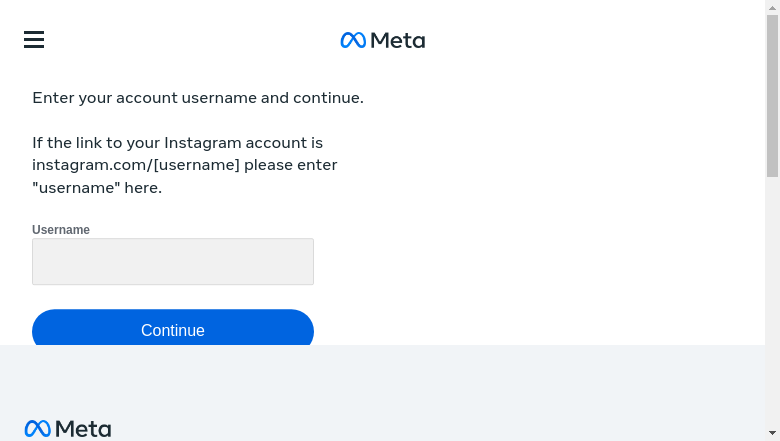 Meta
Enter your account username and continue.
If the link to your Instagram account is
instagram.com/[username] please enter
"username" here.
Username
Continue
Meta